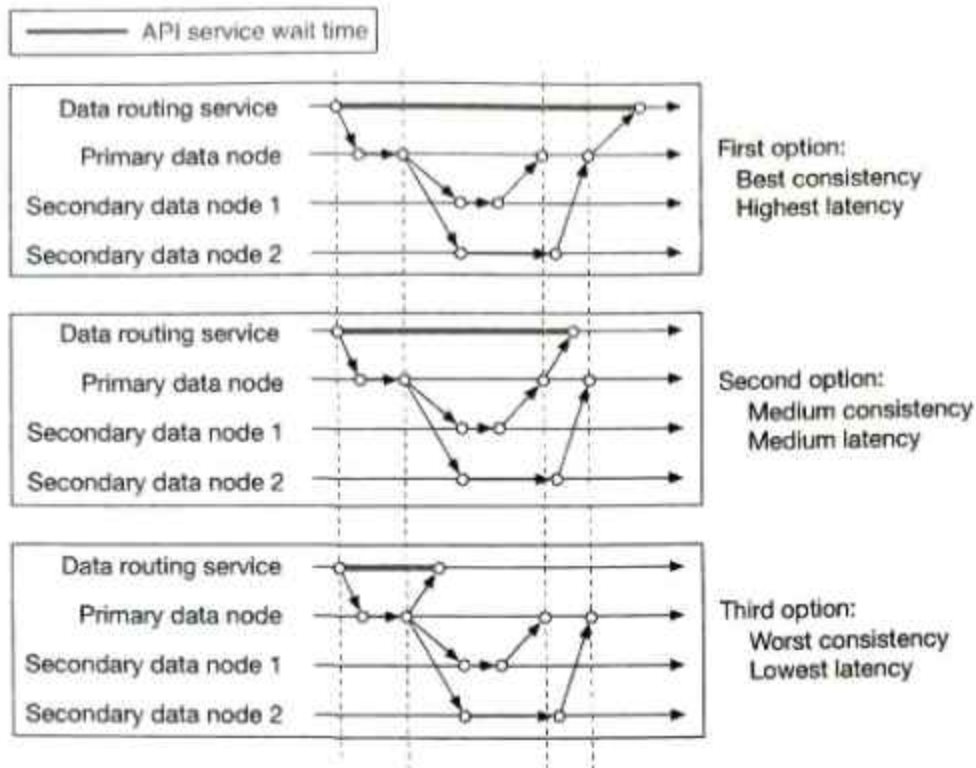 API service wait time
Data routing service
Primary data node
Secondary data node 1
Secondary data node 2
First option:
Best consistency
Highest latency
Data routing service
Primary data node
Secondary data node 1
Secondary data node 2
Second option:
Medium consistency
Medium latency
Data routing service
Primary data node
Secondary data node 1
Secondary data node 2
Third option:
Worst consistency
Lowest latency